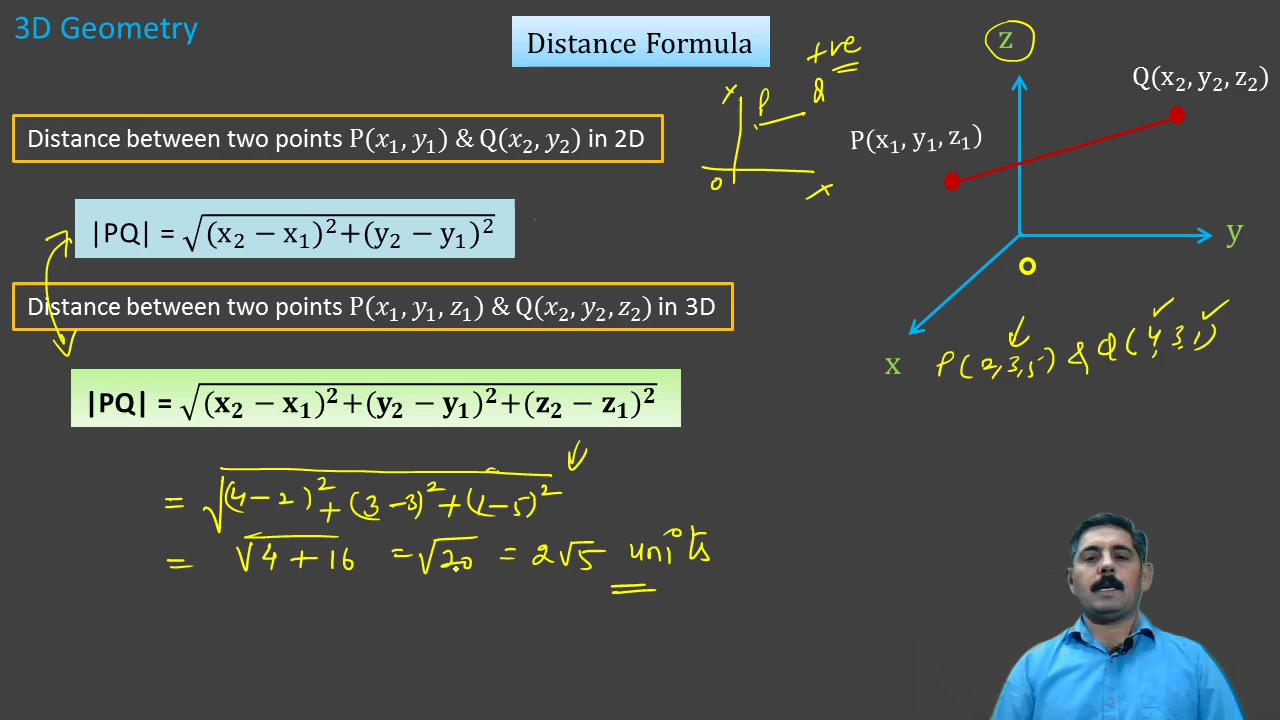 3D Geometry
Distance Formula
+ve
Y
P
Q
O
X
z
Q(x₂, y₂, z₂)
P(x₁, y₁, z₁)
y
O
x
Distance between two points P(x₁, y₁) & Q(x₂, y₂) in 2D
|PQ| = √(x₂ − x₁)²+(y₂ − y₁)²
Distance between two points P(x₁, y₁, z₁) & Q(x₂, y₂, z₂) in 3D
P(2,3,5) & Q(4,3,1)
|PQ| = √(x₂ − x₁)²+(y₂ − y₁)²+(z₂ − z₁)²
= √(4−2)²+(3−3)²+(1−5)²
= √4+16 = √20 = 2√5 units